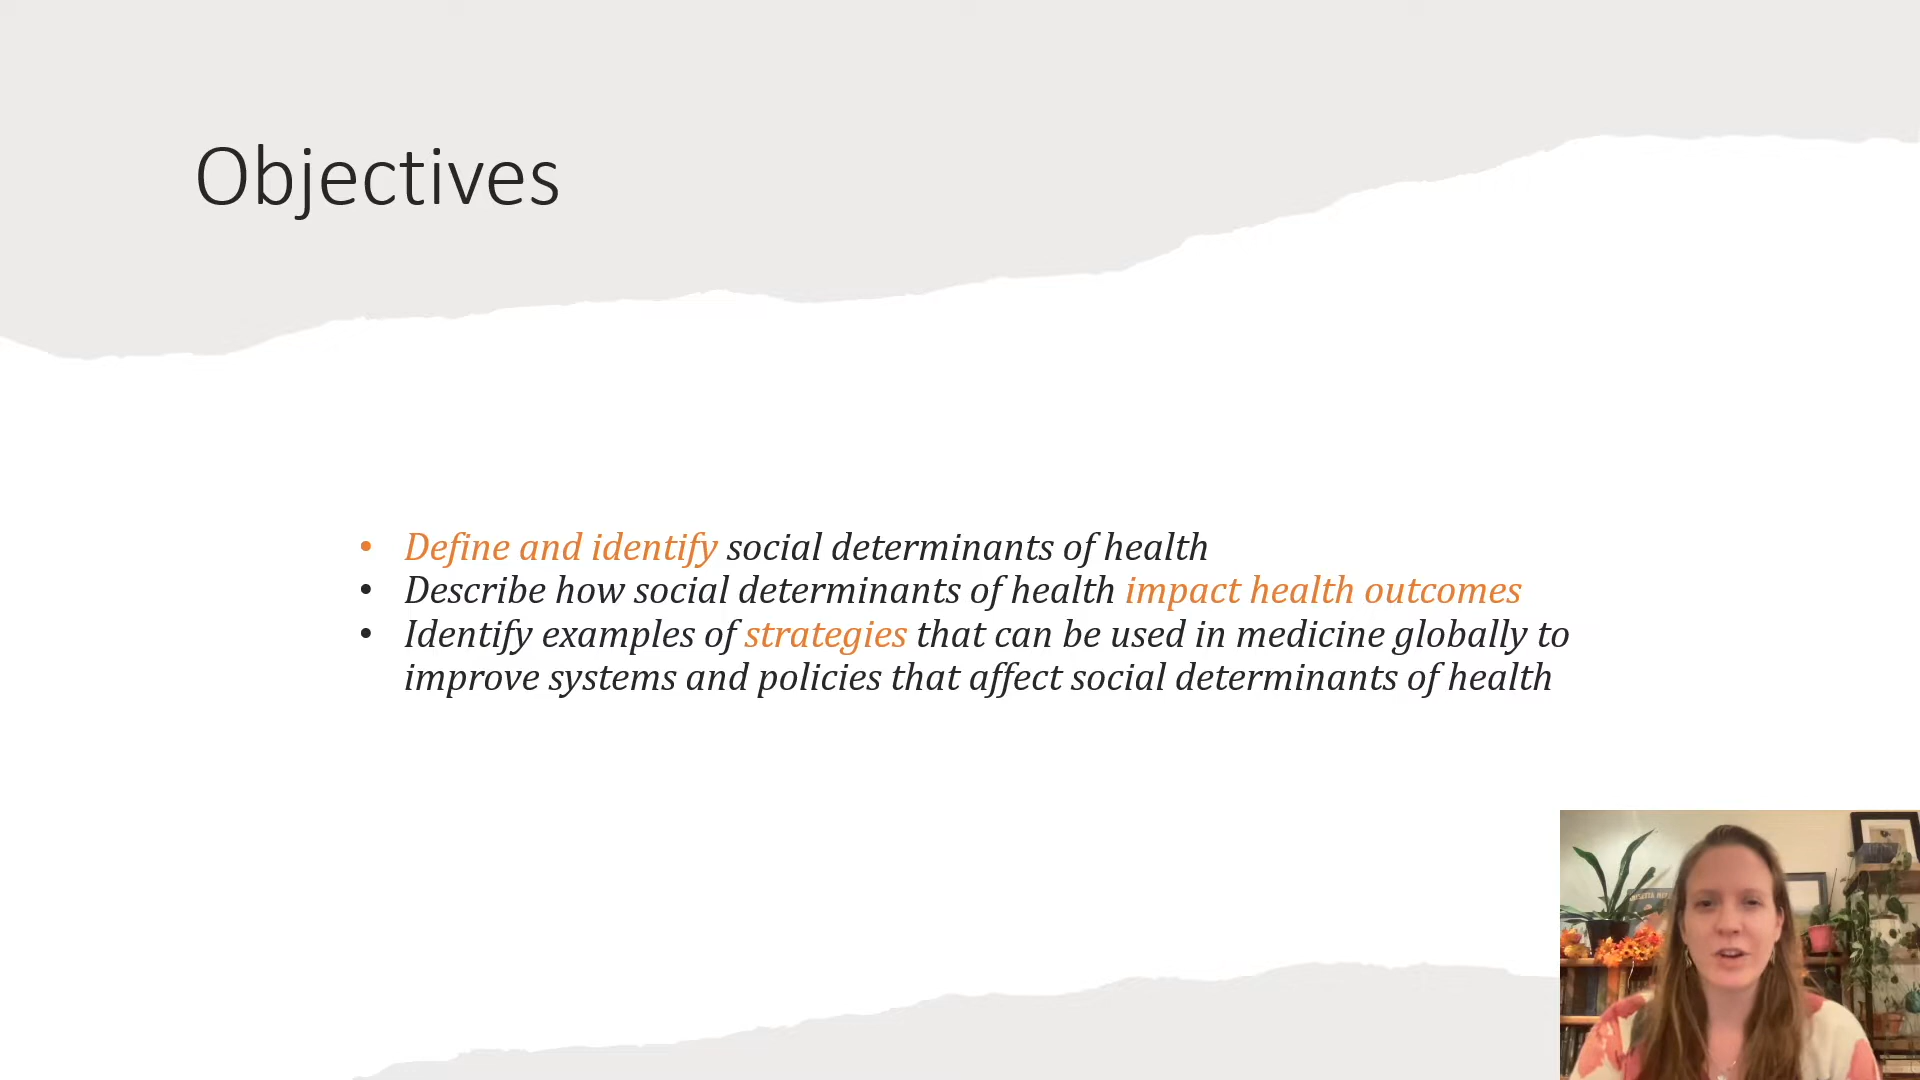 Objectives
• Define and identify social determinants of health
• Describe how social determinants of health impact health outcomes
• Identify examples of strategies that can be used in medicine globally to
improve systems and policies that affect social determinants of health